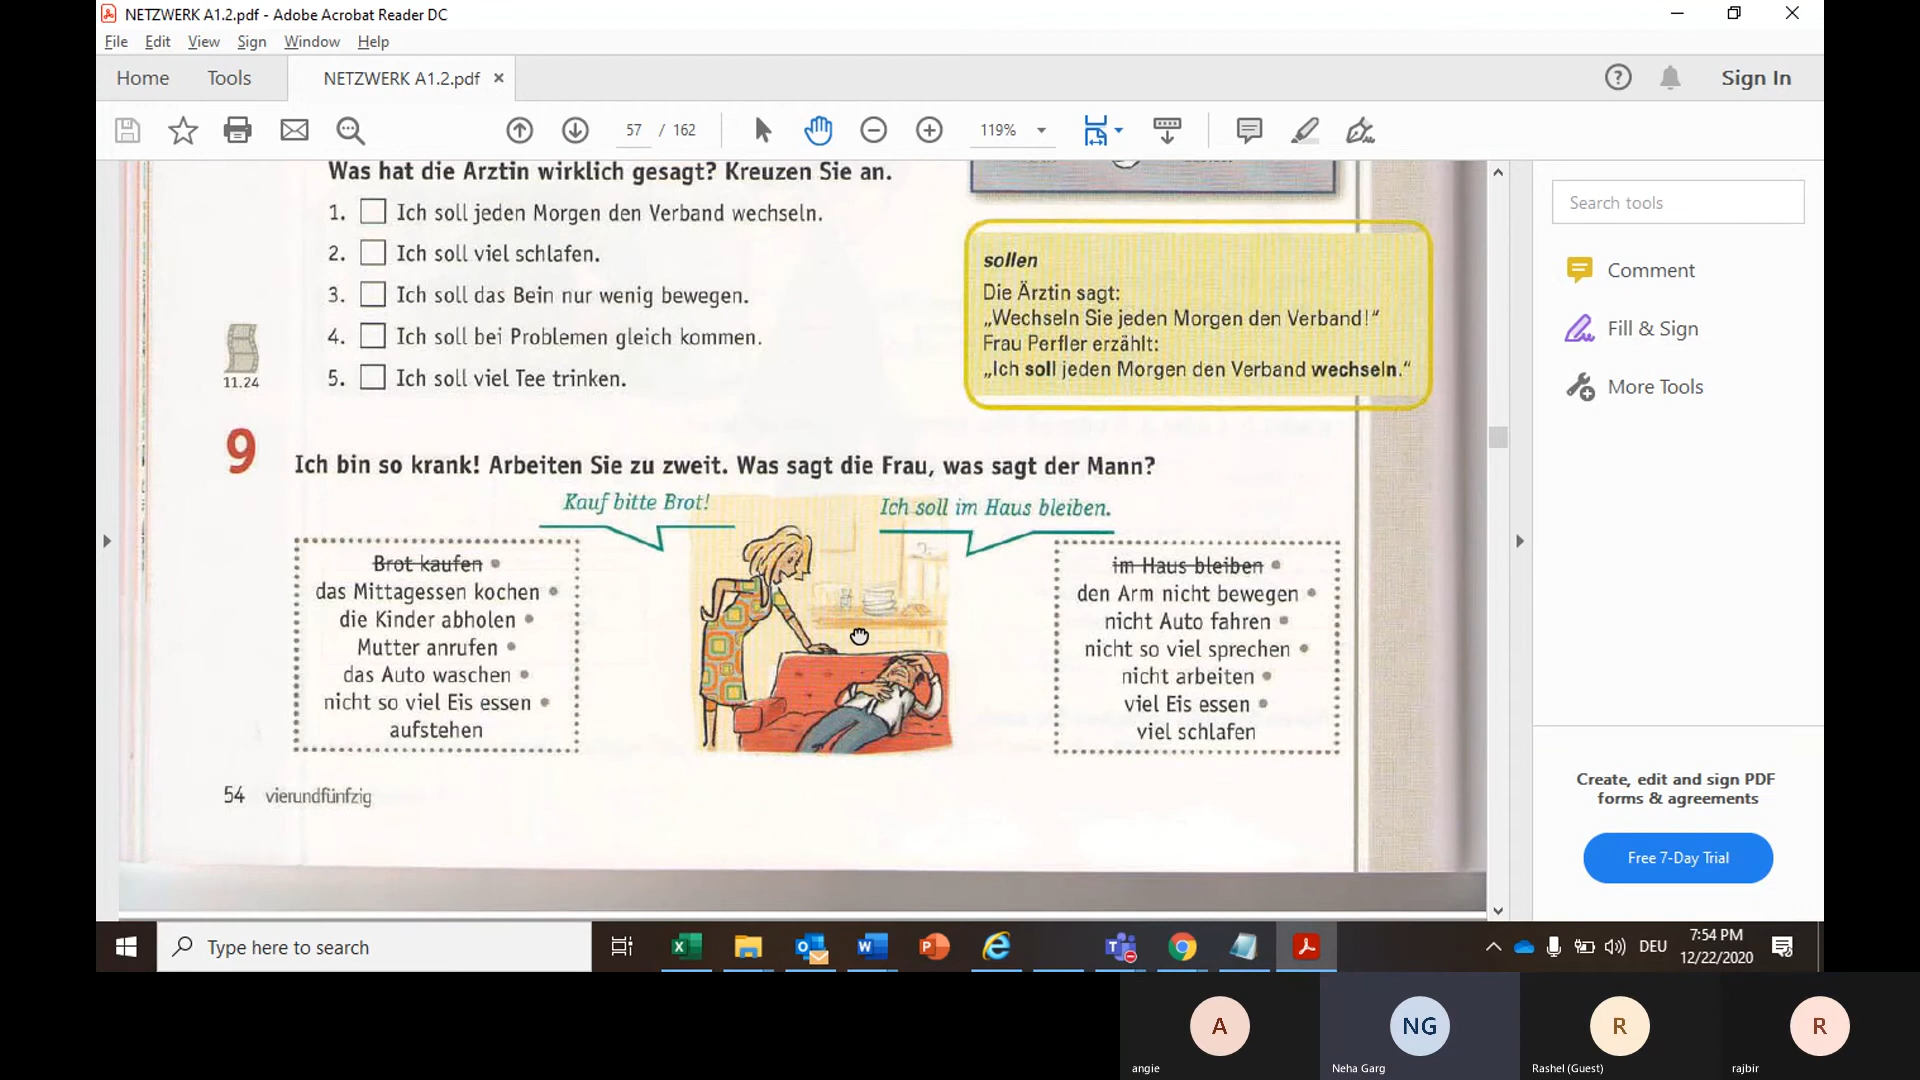 NETZWERK A1.2.pdf - Adobe Acrobat Reader DC
File Edit View Sign Window Help
Home Tools NETZWERK A1.2.pdf × Sign In
57 / 162 119%
Was hat die Ärztin wirklich gesagt? Kreuzen Sie an.
1. Ich soll jeden Morgen den Verband wechseln.
2. Ich soll viel schlafen.
3. Ich soll das Bein nur wenig bewegen.
4. Ich soll bei Problemen gleich kommen.
5. Ich soll viel Tee trinken.
11.24
sollen
Die Ärztin sagt:
„Wechseln Sie jeden Morgen den Verband!“
Frau Perfler erzählt:
„Ich soll jeden Morgen den Verband wechseln.“
9 Ich bin so krank! Arbeiten Sie zu zweit. Was sagt die Frau, was sagt der Mann?
Kauf bitte Brot!
Ich soll im Haus bleiben.
Brot kaufen •
das Mittagessen kochen •
die Kinder abholen •
Mutter anrufen •
das Auto waschen •
nicht so viel Eis essen •
aufstehen
im Haus bleiben •
den Arm nicht bewegen •
nicht Auto fahren •
nicht so viel sprechen •
nicht arbeiten •
viel Eis essen •
viel schlafen
54 vierundfünfzig
Search tools
Comment
Fill & Sign
More Tools
Create, edit and sign PDF
forms & agreements
Free 7-Day Trial
Type here to search
DEU
7:54 PM
12/22/2020
A NG R R
angie Neha Garg Rashel (Guest) rajbir